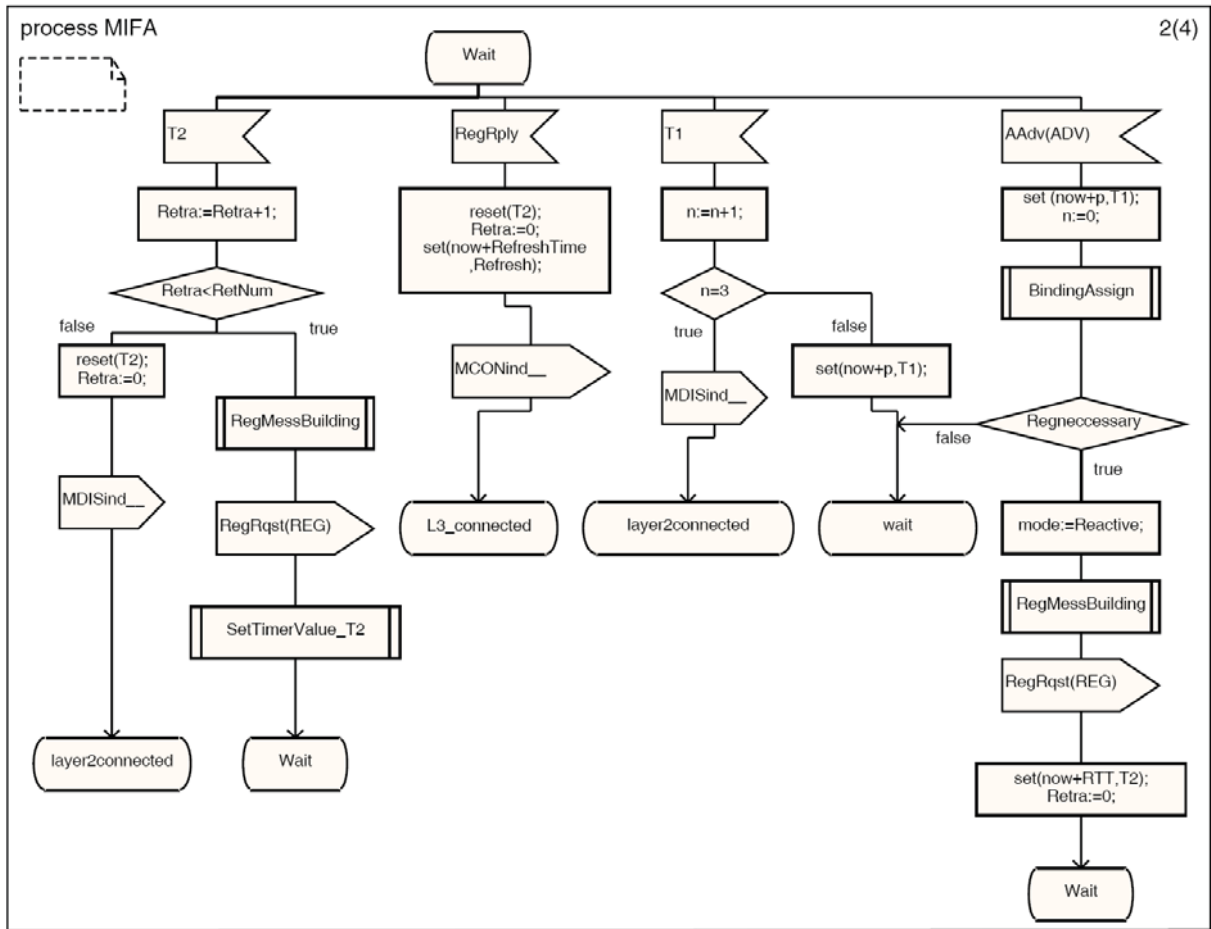 process MIFA
2(4)
Wait
T2
RegRply
T1
AAdv(ADV)
Retra:=Retra+1;
reset(T2);
Retra:=0;
set(now+RefreshTime
,Refresh);
n:=n+1;
set (now+p,T1);
n:=0;
Retra<RetNum
n=3
BindingAssign
false
true
true
false
reset(T2);
Retra:=0;
MCONind__
set(now+p,T1);
RegMessBuilding
MDISind__
Regneccessary
false
true
MDISind__
RegRqst(REG)
L3_connected
layer2connected
wait
mode:=Reactive;
RegMessBuilding
SetTimerValue_T2
RegRqst(REG)
layer2connected
Wait
set(now+RTT,T2);
Retra:=0;
Wait